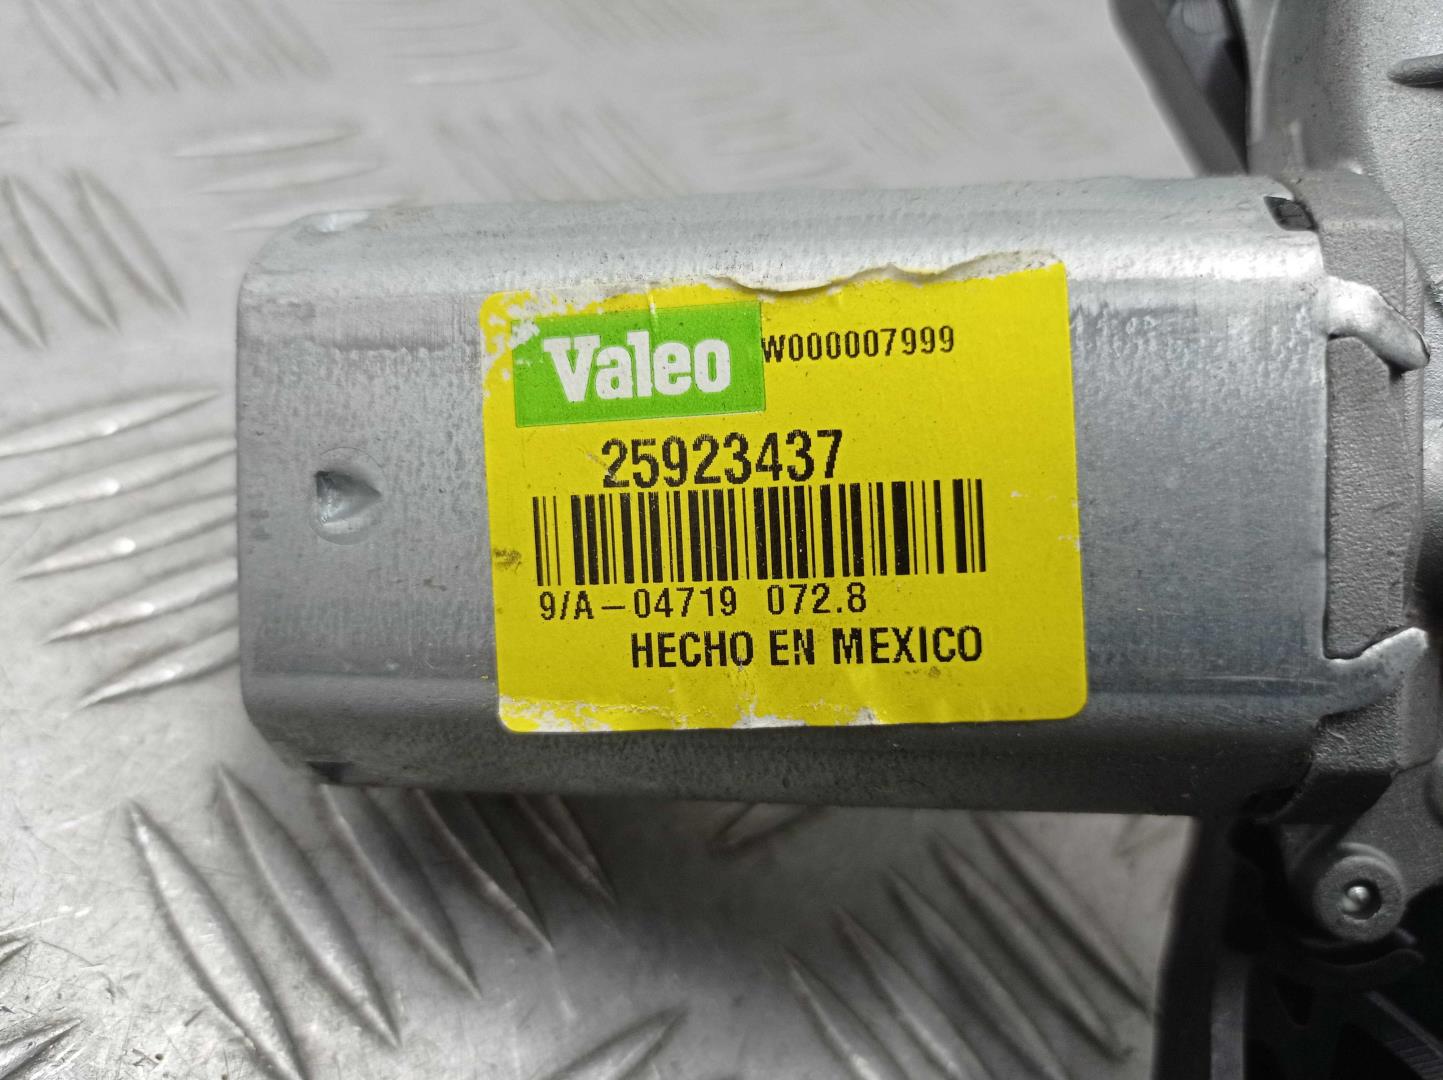 Valeo W000007999
25923437
9/A-04719 072.8
HECHO EN MEXICO